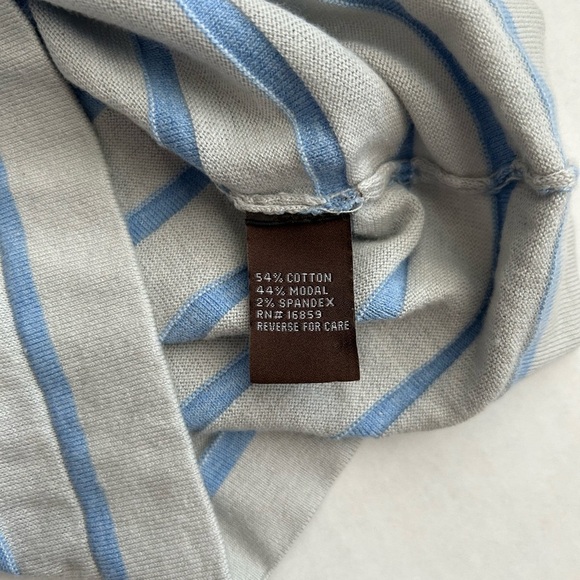 54% COTTON
44% MODAL
2% SPANDEX
RN# 16859
REVERSE FOR CARE